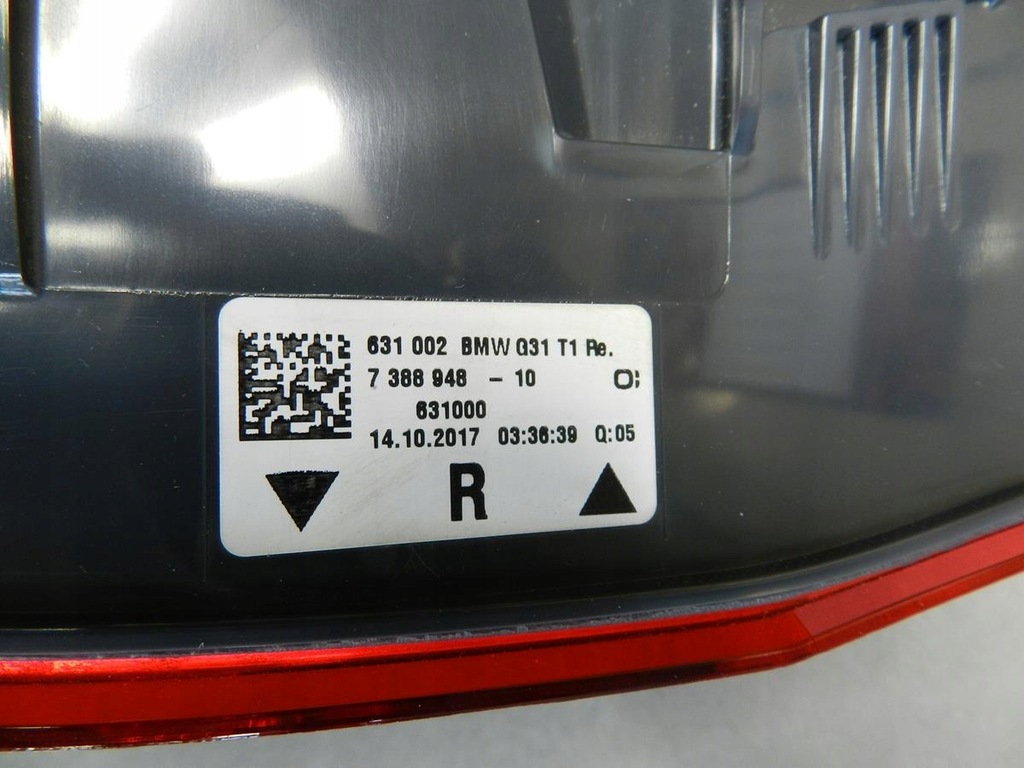 631 002 BMW G31 T1 Re.
7 388 948 - 10 O;
631000
14.10.2017 03:36:39 Q:05
R